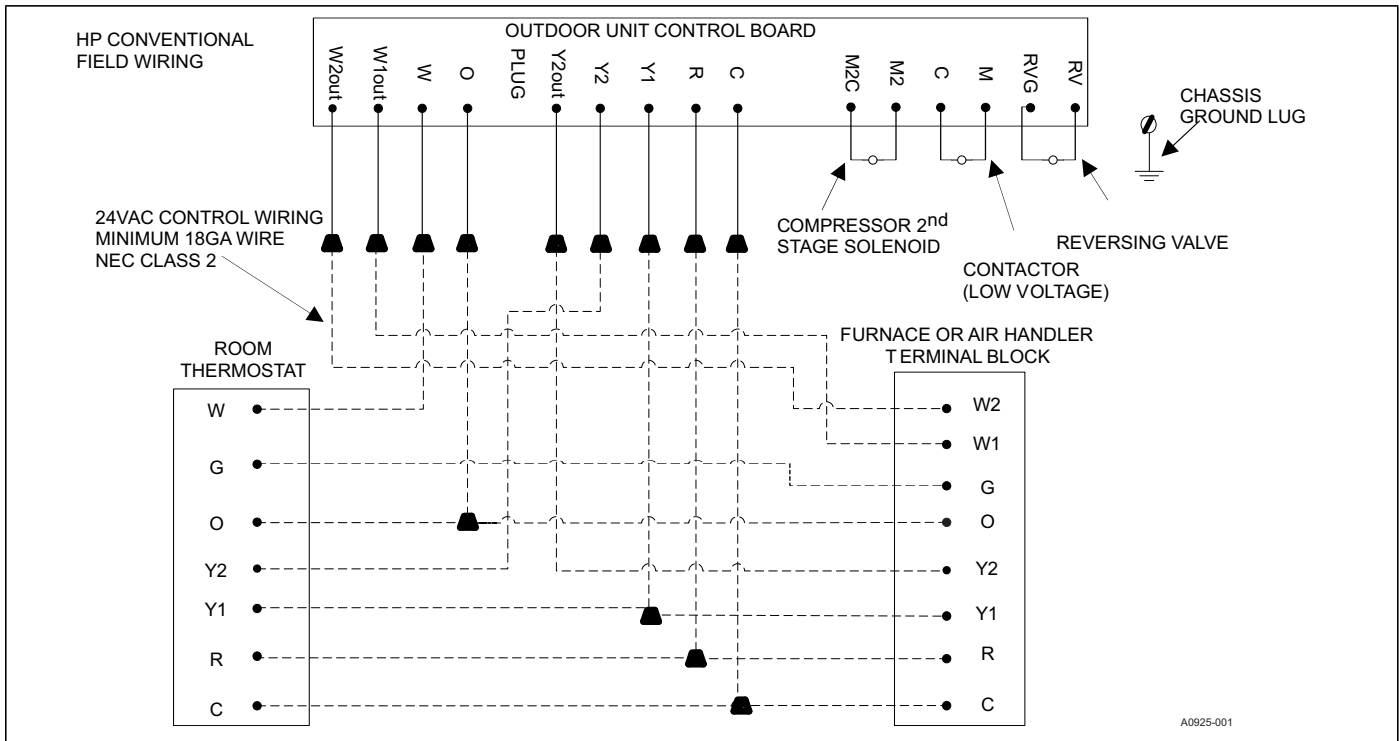 HP CONVENTIONAL
FIELD WIRING
OUTDOOR UNIT CONTROL BOARD
W2out
W1out
W
O
PLUG
Y2out
Y2
Y1
R
C
M2C
M2
C
M
RVG
RV
CHASSIS
GROUND LUG
24VAC CONTROL WIRING
MINIMUM 18GA WIRE
NEC CLASS 2
COMPRESSOR 2nd
STAGE SOLENOID
REVERSING VALVE
CONTACTOR
(LOW VOLTAGE)
ROOM
THERMOSTAT
W
G
O
Y2
Y1
R
C
FURNACE OR AIR HANDLER
TERMINAL BLOCK
W2
W1
G
O
Y2
Y1
R
C
A0925-001